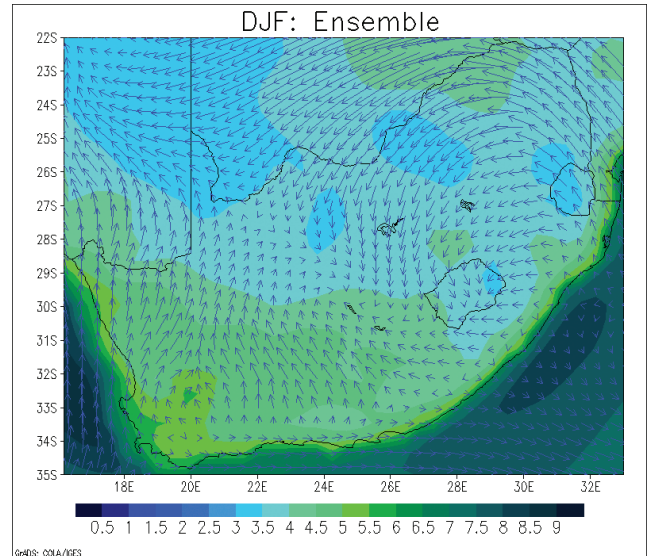 DJF: Ensemble
22S
23S
24S
25S
26S
27S
28S
29S
30S
31S
32S
33S
34S
35S
18E 20E 22E 24E 26E 28E 30E 32E
0.5 1 1.5 2 2.5 3 3.5 4 4.5 5 5.5 6 6.5 7 7.5 8 8.5 9
GrADS: COLA/IGES